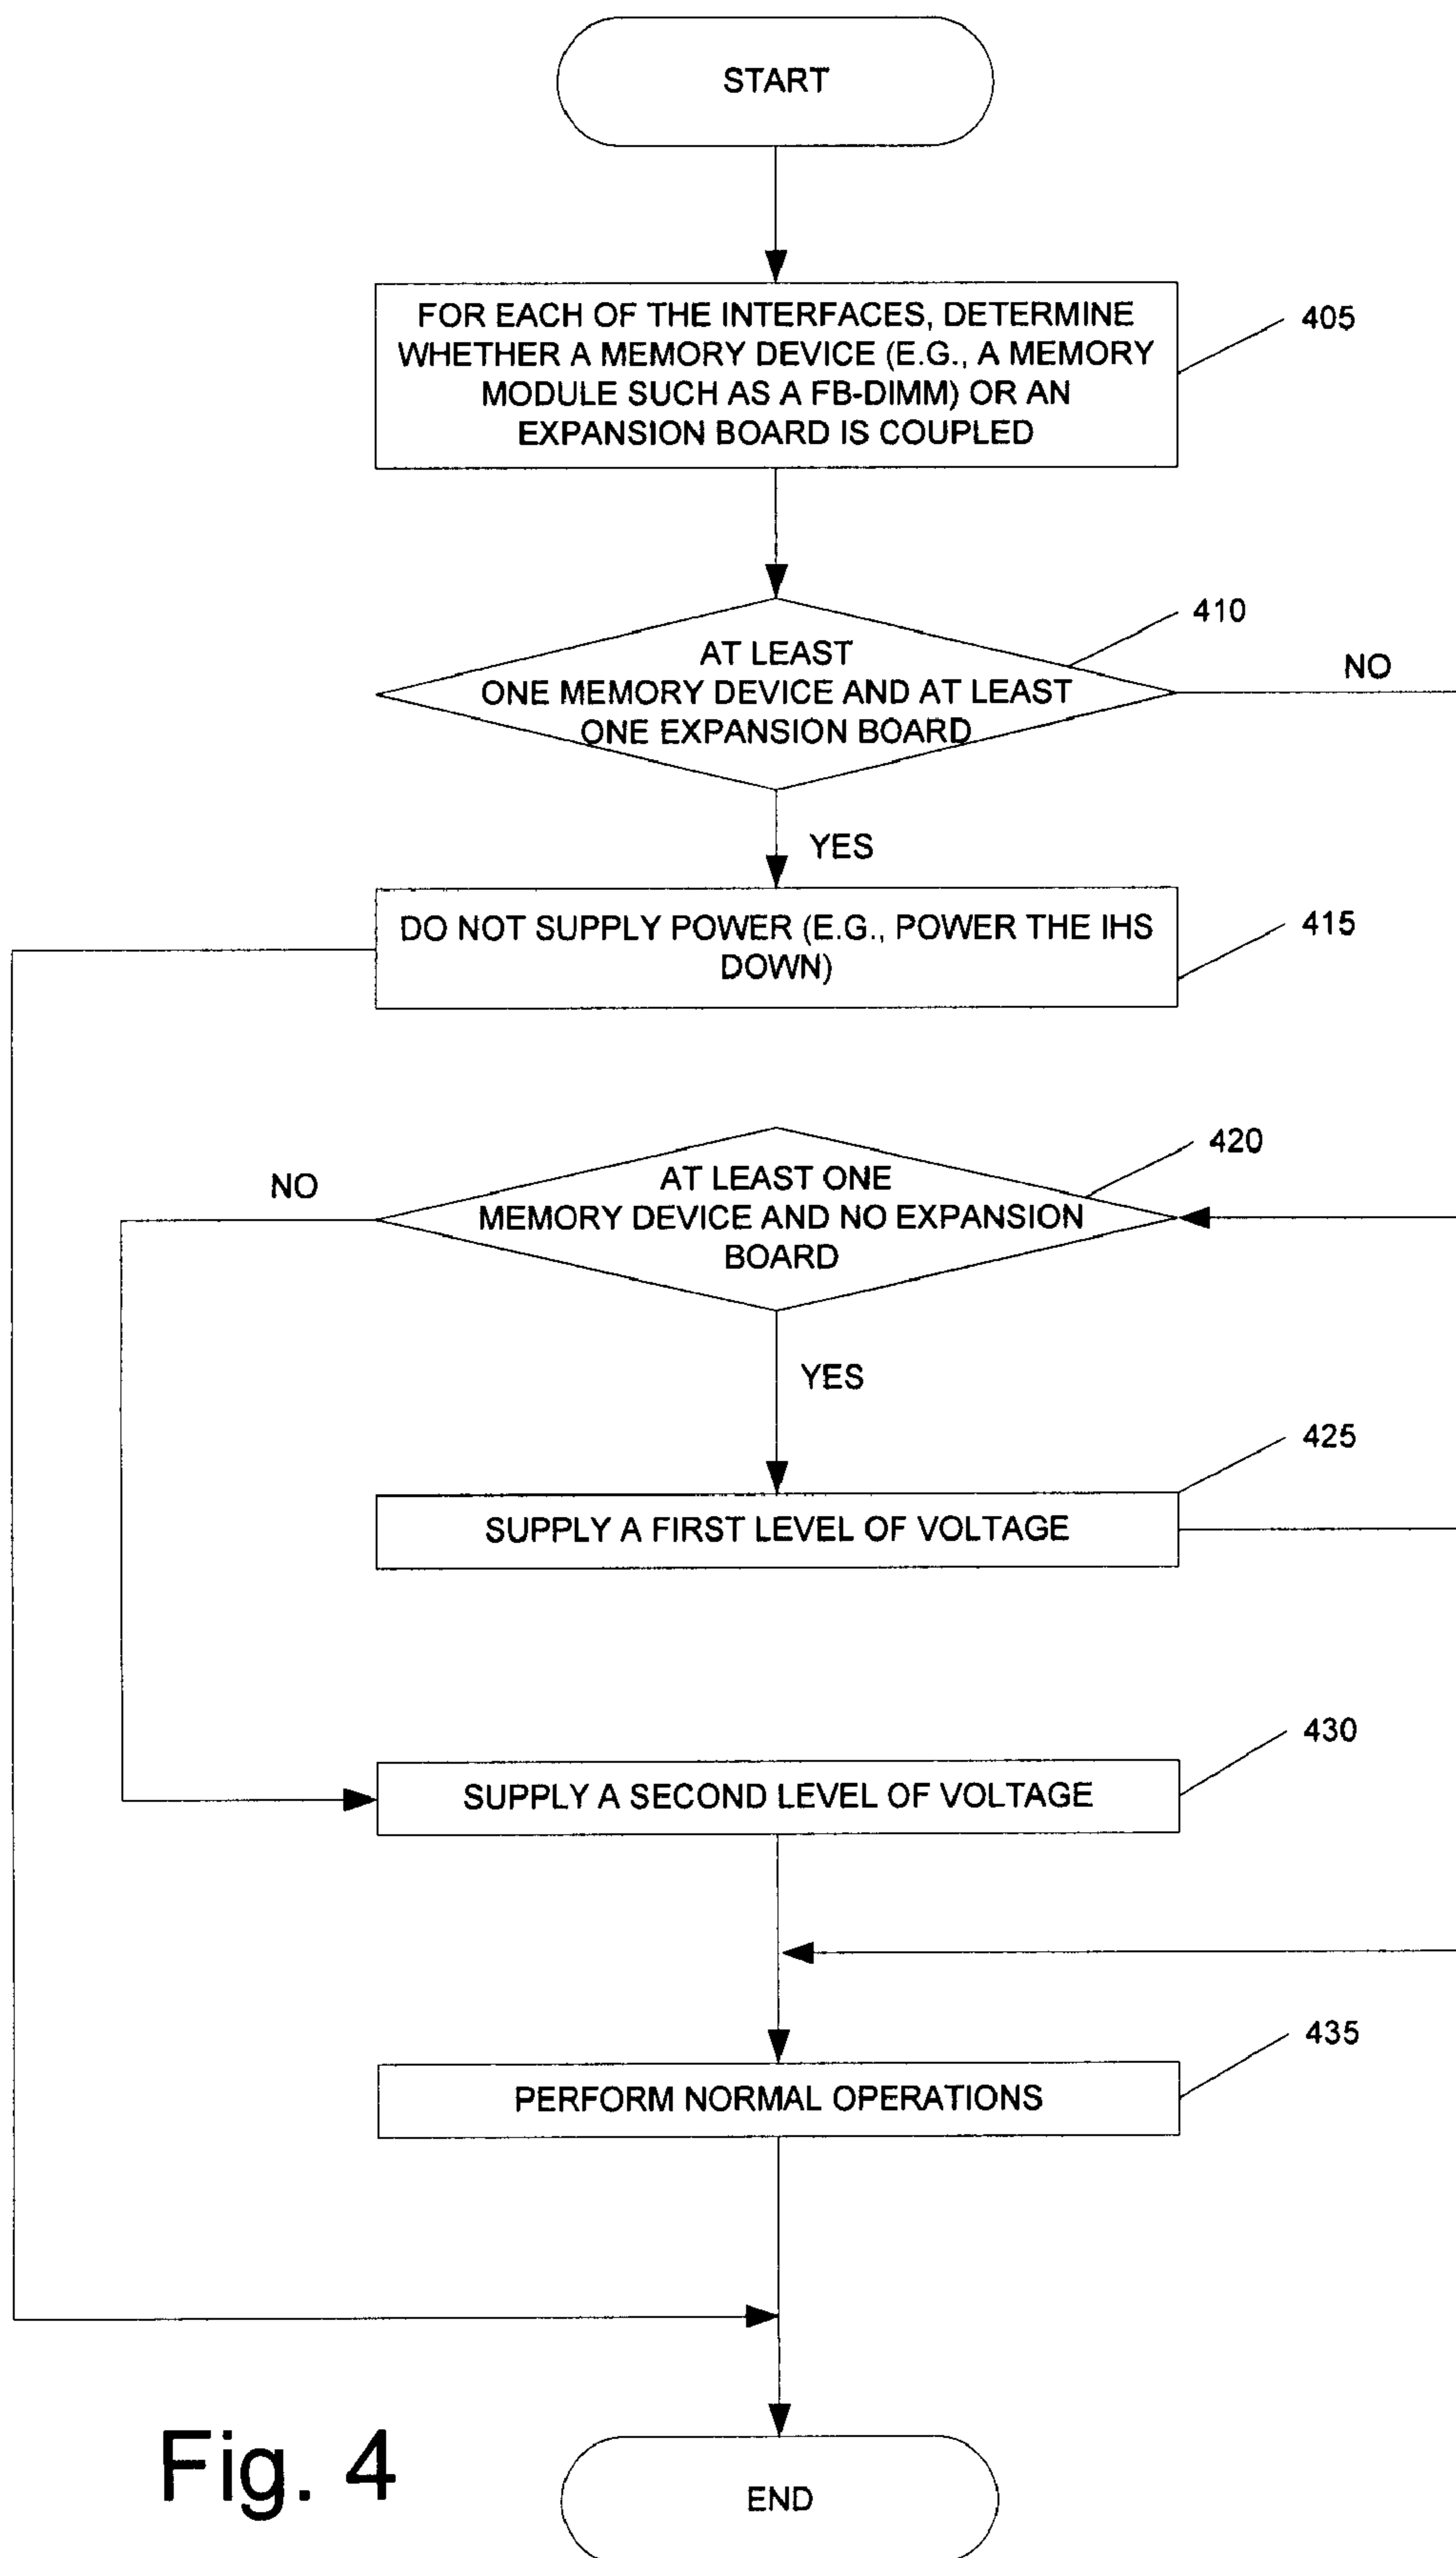 START
FOR EACH OF THE INTERFACES, DETERMINE
WHETHER A MEMORY DEVICE (E.G., A MEMORY
MODULE SUCH AS A FB-DIMM) OR AN
EXPANSION BOARD IS COUPLED
405
AT LEAST
ONE MEMORY DEVICE AND AT LEAST
ONE EXPANSION BOARD
410
NO
YES
DO NOT SUPPLY POWER (E.G., POWER THE IHS
DOWN)
415
AT LEAST ONE
MEMORY DEVICE AND NO EXPANSION
BOARD
420
NO
YES
SUPPLY A FIRST LEVEL OF VOLTAGE
425
SUPPLY A SECOND LEVEL OF VOLTAGE
430
PERFORM NORMAL OPERATIONS
435
END
Fig. 4